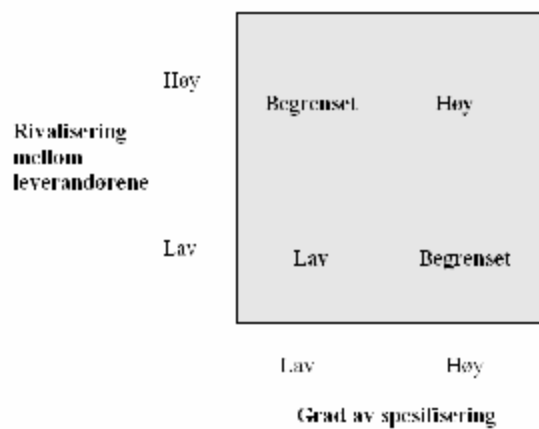 Høy
Begrenset Høy
Rivalisering
mellom
leverandørene
Lav
Lav Begrenset
Lav Høy
Grad av spesifisering